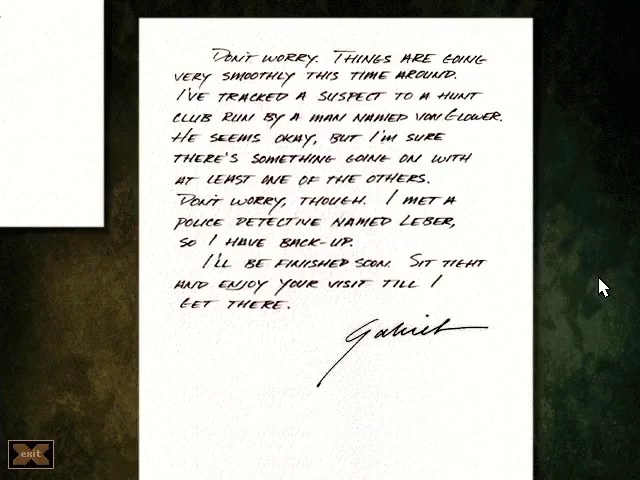 DON'T WORRY. THINGS ARE GOING
VERY SMOOTHLY THIS TIME AROUND.
I'VE TRACKED A SUSPECT TO A HUNT
CLUB RUN BY A MAN NAMED VON GLOWER.
HE SEEMS OKAY, BUT I'M SURE
THERE'S SOMETHING GOING ON WITH
AT LEAST ONE OF THE OTHERS.
DON'T WORRY, THOUGH. I MET A
POLICE DETECTIVE NAMED LEBER,
SO I HAVE BACK-UP.
I'LL BE FINISHED SOON. SIT TIGHT
AND ENJOY YOUR VISIT TILL I
GET THERE.
Gabriel
exit